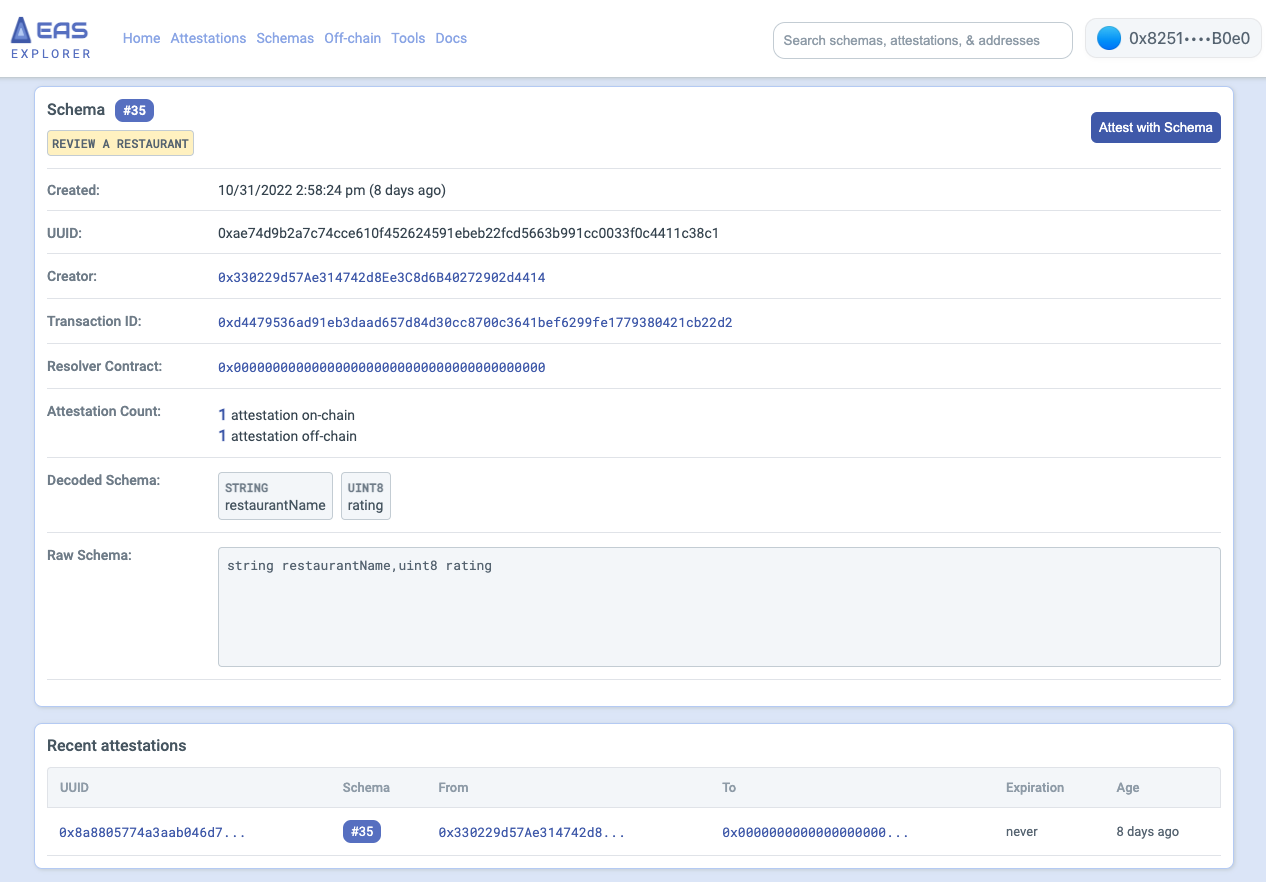 EAS
EXPLORER
Home Attestations Schemas Off-chain Tools Docs
Search schemas, attestations, & addresses
0x8251••••B0e0
Schema #35
REVIEW A RESTAURANT
Attest with Schema
Created: 10/31/2022 2:58:24 pm (8 days ago)
UUID: 0xae74d9b2a7c74cce610f452624591ebeb22fcd5663b991cc0033f0c4411c38c1
Creator: 0x330229d57Ae314742d8Ee3C8d6B40272902d4414
Transaction ID: 0xd4479536ad91eb3daad657d84d30cc8700c3641bef6299fe1779380421cb22d2
Resolver Contract: 0x0000000000000000000000000000000000000000
Attestation Count: 1 attestation on-chain
1 attestation off-chain
Decoded Schema: STRING UINT8
restaurantName rating
Raw Schema: string restaurantName,uint8 rating
Recent attestations
UUID Schema From To Expiration Age
0x8a8805774a3aab046d7... #35 0x330229d57Ae314742d8... 0x0000000000000000000... never 8 days ago